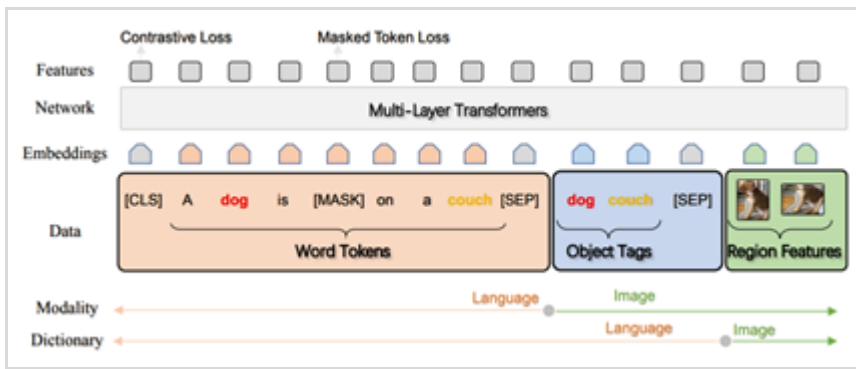 Contrastive Loss Masked Token Loss
Features
Network Multi-Layer Transformers
Embeddings
[CLS] A dog is [MASK] on a couch [SEP] dog couch [SEP]
Data
Word Tokens Object Tags Region Features
Language Image
Modality
Language Image
Dictionary